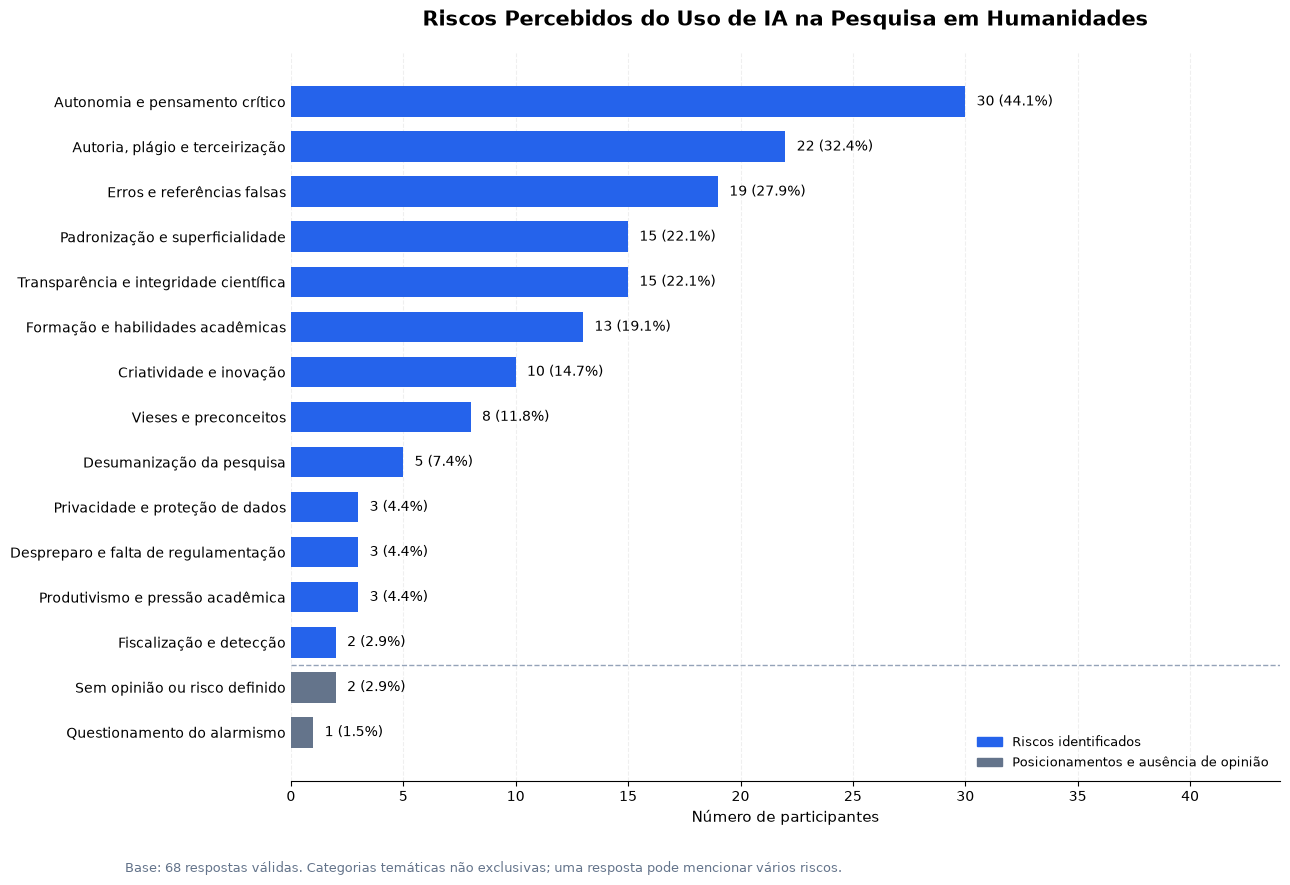 Riscos Percebidos do Uso de IA na Pesquisa em Humanidades
Autonomia e pensamento crítico 30 (44.1%)
Autoria, plágio e terceirização 22 (32.4%)
Erros e referências falsas 19 (27.9%)
Padronização e superficialidade 15 (22.1%)
Transparência e integridade científica 15 (22.1%)
Formação e habilidades acadêmicas 13 (19.1%)
Criatividade e inovação 10 (14.7%)
Vieses e preconceitos 8 (11.8%)
Desumanização da pesquisa 5 (7.4%)
Privacidade e proteção de dados 3 (4.4%)
Despreparo e falta de regulamentação 3 (4.4%)
Produtivismo e pressão acadêmica 3 (4.4%)
Fiscalização e detecção 2 (2.9%)
Sem opinião ou risco definido 2 (2.9%)
Questionamento do alarmismo 1 (1.5%)
Riscos identificados
Posicionamentos e ausência de opinião
0 5 10 15 20 25 30 35 40
Número de participantes
Base: 68 respostas válidas. Categorias temáticas não exclusivas; uma resposta pode mencionar vários riscos.